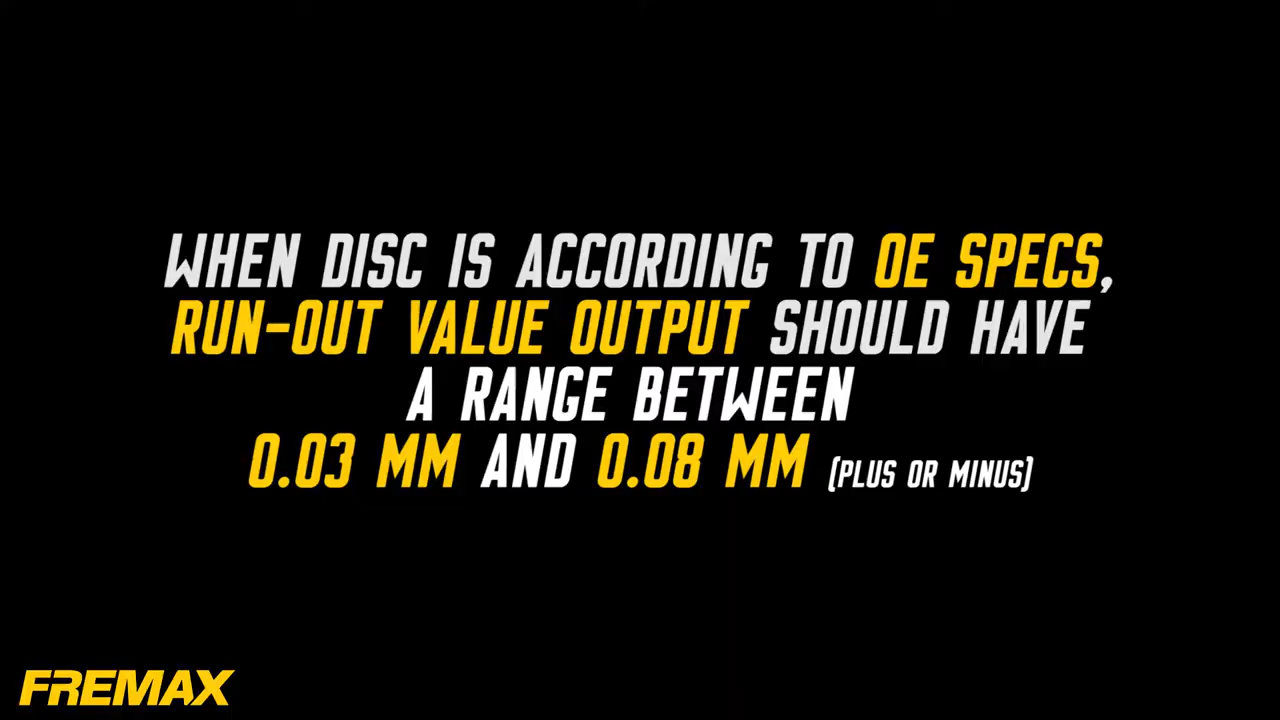 WHEN DISC IS ACCORDING TO OE SPECS,
RUN-OUT VALUE OUTPUT SHOULD HAVE
A RANGE BETWEEN
0.03 MM AND 0.08 MM (PLUS OR MINUS)
FREMAX